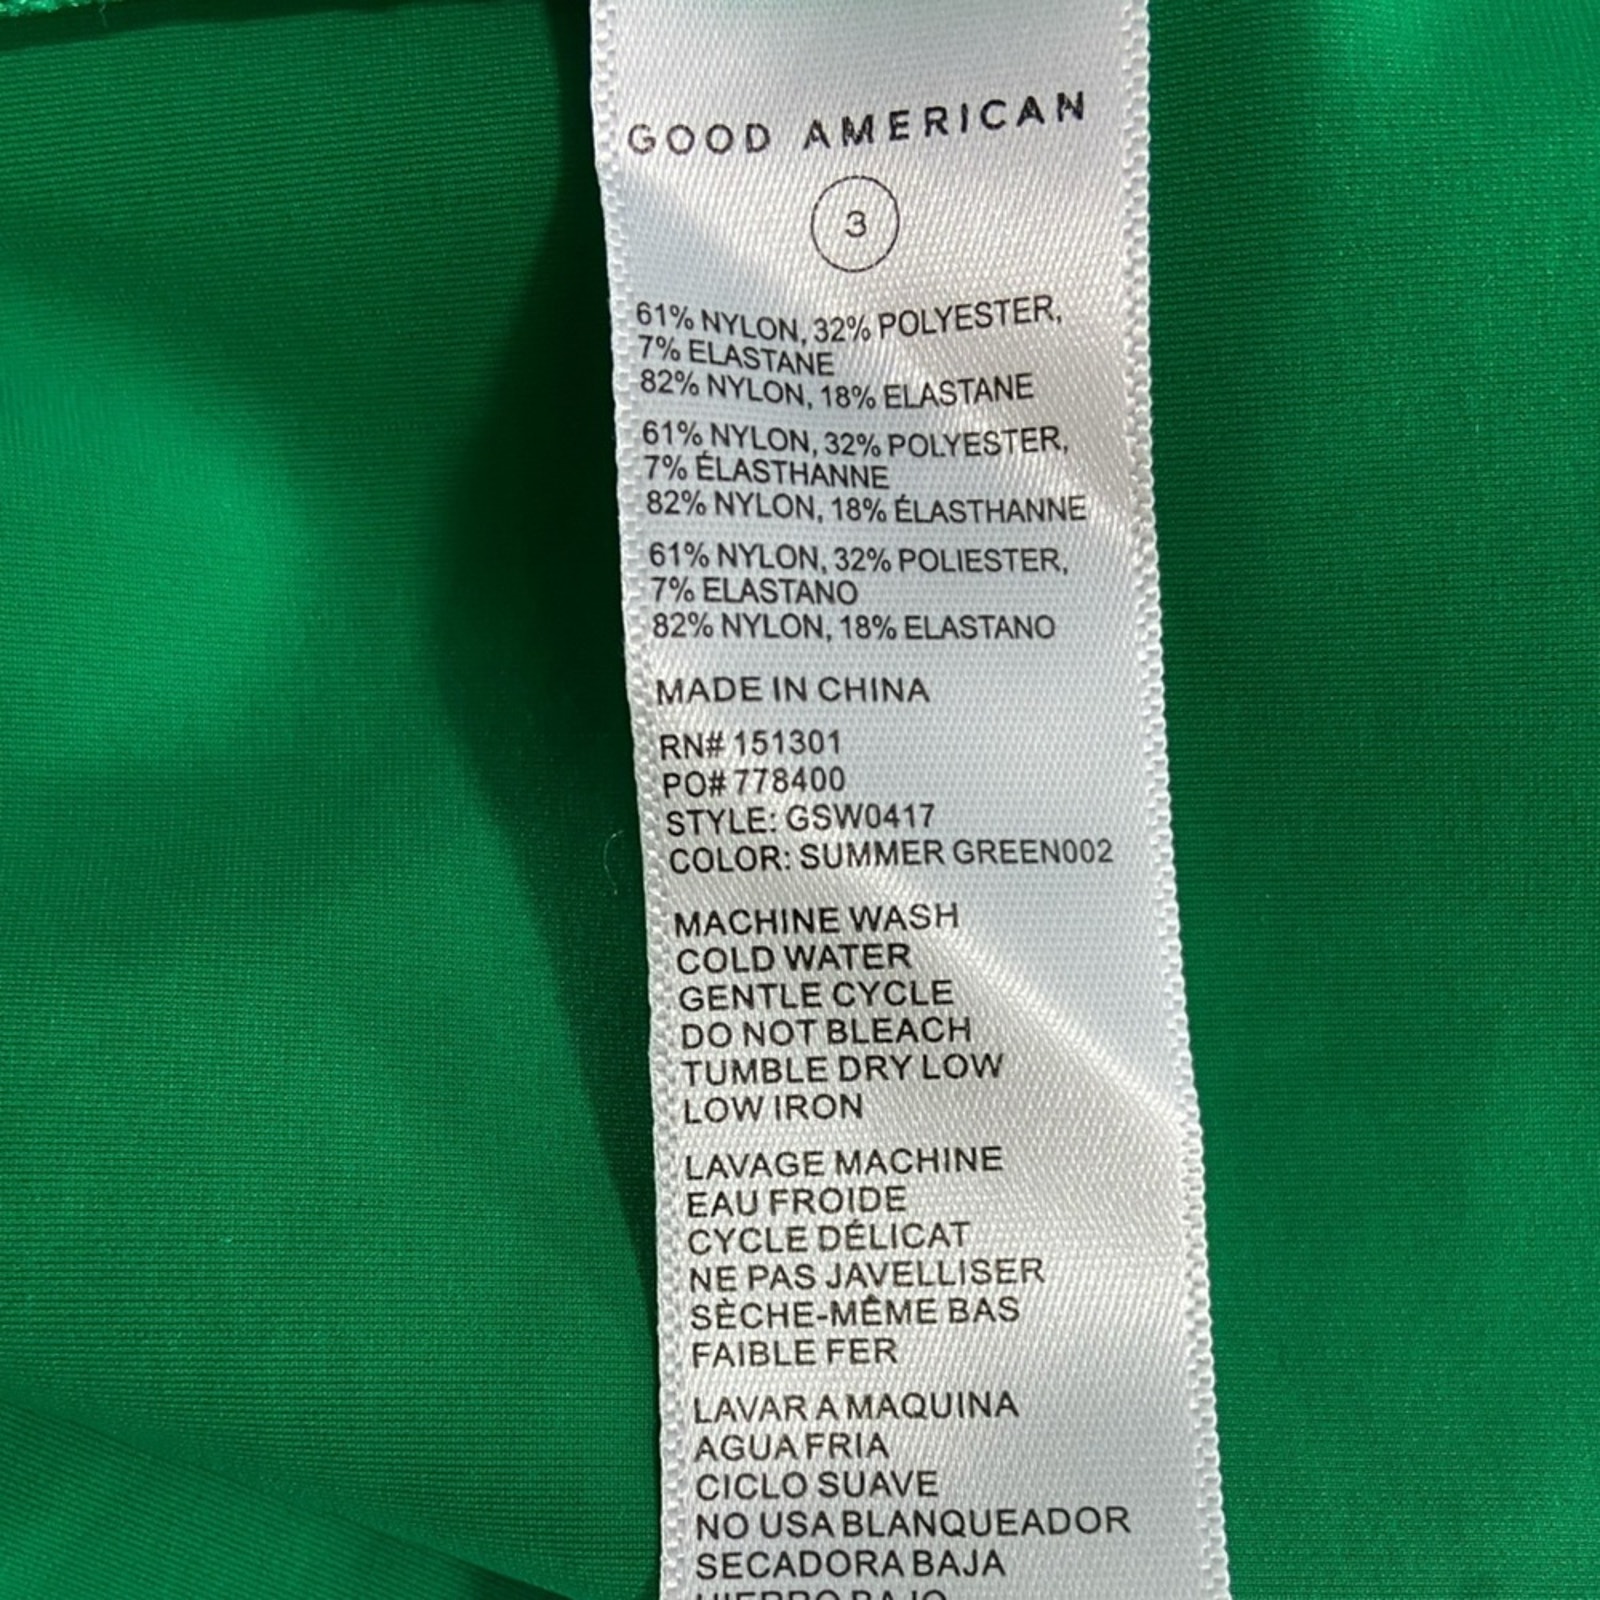 GOOD AMERICAN
3
61% NYLON, 32% POLYESTER,
7% ELASTANE
82% NYLON, 18% ELASTANE
61% NYLON, 32% POLYESTER,
7% ÉLASTHANNE
82% NYLON, 18% ÉLASTHANNE
61% NYLON, 32% POLIESTER,
7% ELASTANO
82% NYLON, 18% ELASTANO
MADE IN CHINA
RN# 151301
PO# 778400
STYLE: GSW0417
COLOR: SUMMER GREEN002
MACHINE WASH
COLD WATER
GENTLE CYCLE
DO NOT BLEACH
TUMBLE DRY LOW
LOW IRON
LAVAGE MACHINE
EAU FROIDE
CYCLE DÉLICAT
NE PAS JAVELLISER
SÈCHE-MÊME BAS
FAIBLE FER
LAVAR A MAQUINA
AGUA FRIA
CICLO SUAVE
NO USA BLANQUEADOR
SECADORA BAJA
HIERRO BAJO